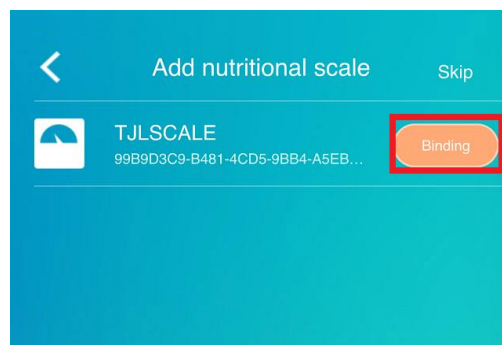 Add nutritional scale
Skip
TJLSCALE
99B9D3C9-B481-4CD5-9BB4-A5EB...
Binding